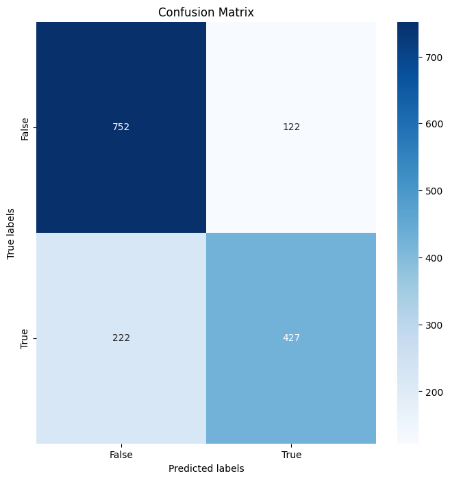 Confusion Matrix
700
752
122
False
600
500
True labels
400
222
427
True
300
200
False
True
Predicted labels